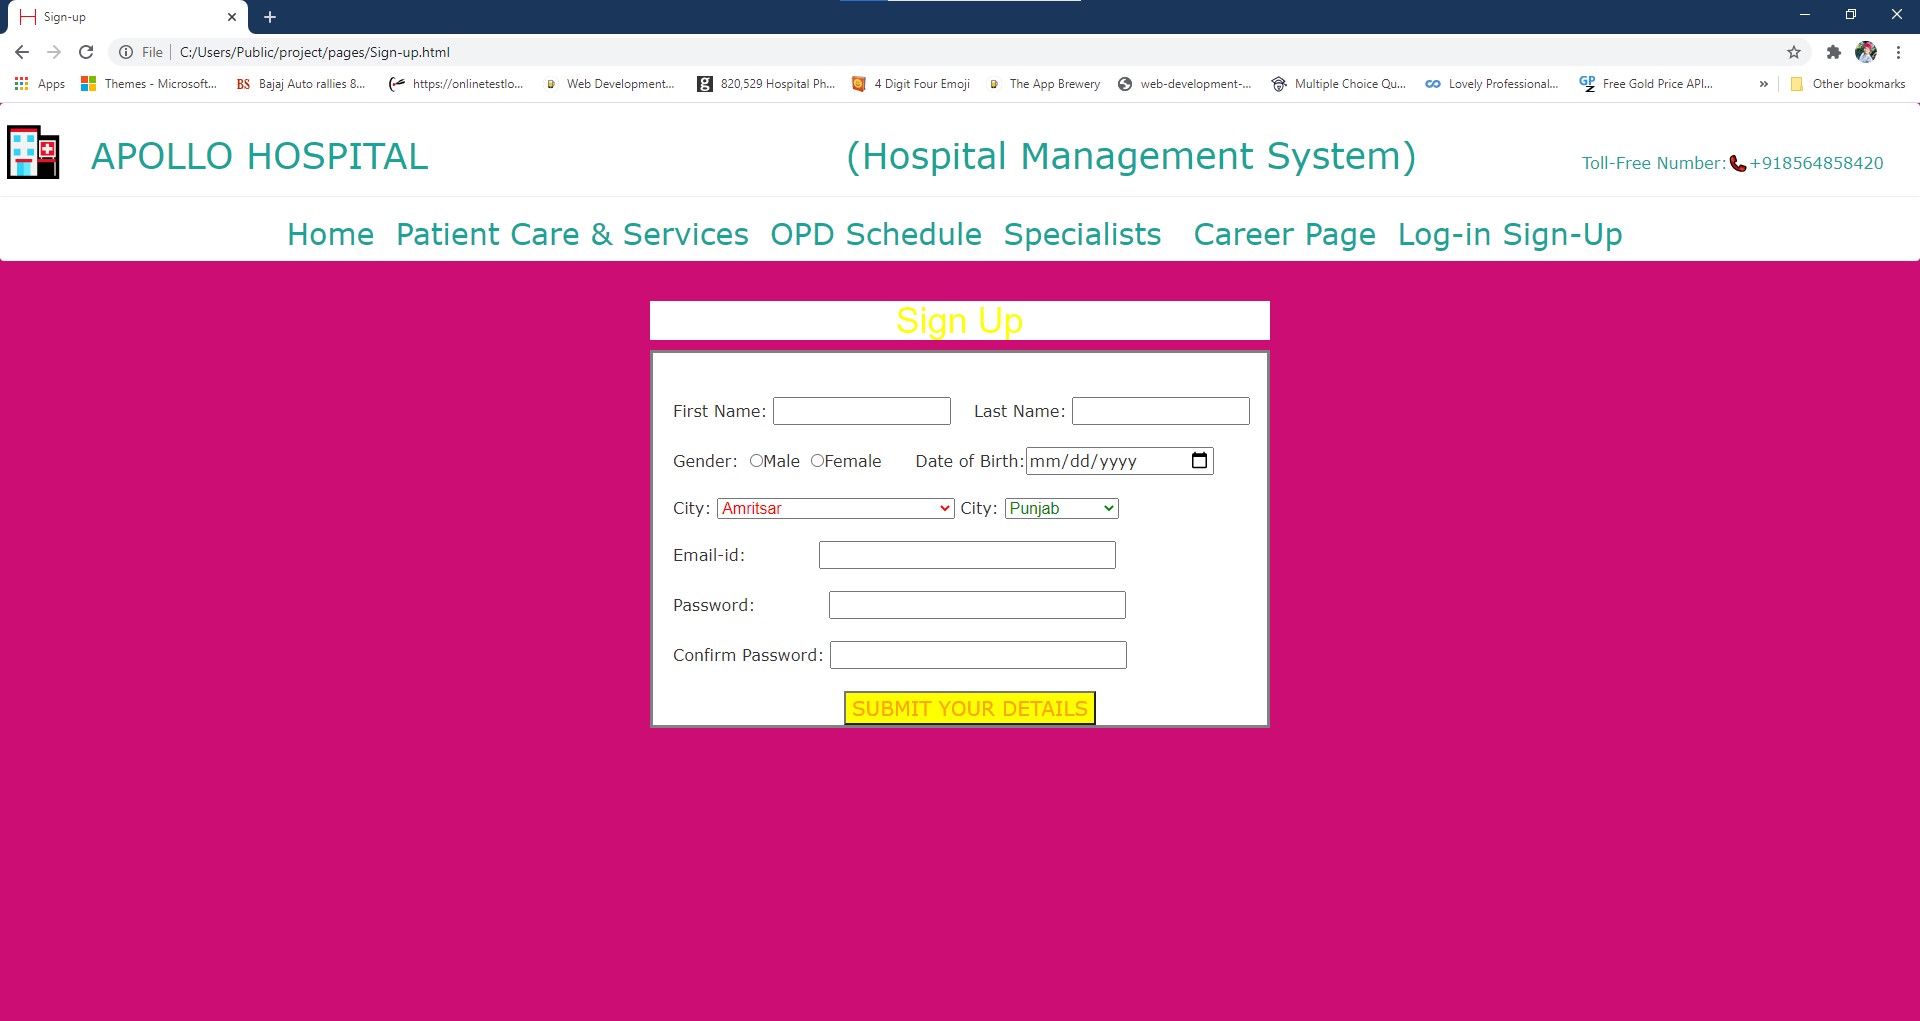 Sign-up
File C:/Users/Public/project/pages/Sign-up.html
Apps Themes - Microsoft... BS Bajaj Auto rallies 8... https://onlinetestlo... Web Development... g 820,529 Hospital Ph... 4 Digit Four Emoji The App Brewery web-development-... Multiple Choice Qu... Lovely Professional... GP Z Free Gold Price API... » Other bookmarks
APOLLO HOSPITAL (Hospital Management System) Toll-Free Number: +918564858420
Home Patient Care & Services OPD Schedule Specialists Career Page Log-in Sign-Up
Sign Up
First Name: Last Name:
Gender: Male Female Date of Birth: mm/dd/yyyy
City: Amritsar City: Punjab
Email-id:
Password:
Confirm Password:
SUBMIT YOUR DETAILS